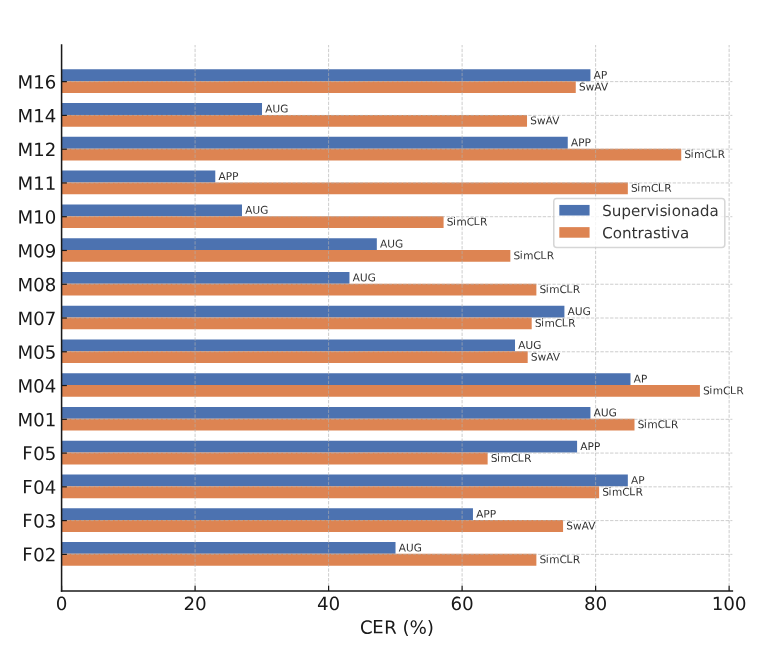 M16 AP
SwAV
M14 AUG
SwAV
M12 APP
SimCLR
M11 APP
SimCLR
M10 AUG
SimCLR
Supervisionada
Contrastiva
M09 AUG
SimCLR
M08 AUG
SimCLR
M07 AUG
SimCLR
M05 AUG
SwAV
M04 AP
SimCLR
M01 AUG
SimCLR
F05 APP
SimCLR
F04 AP
SimCLR
F03 APP
SwAV
F02 AUG
SimCLR
0 20 40 60 80 100
CER (%)